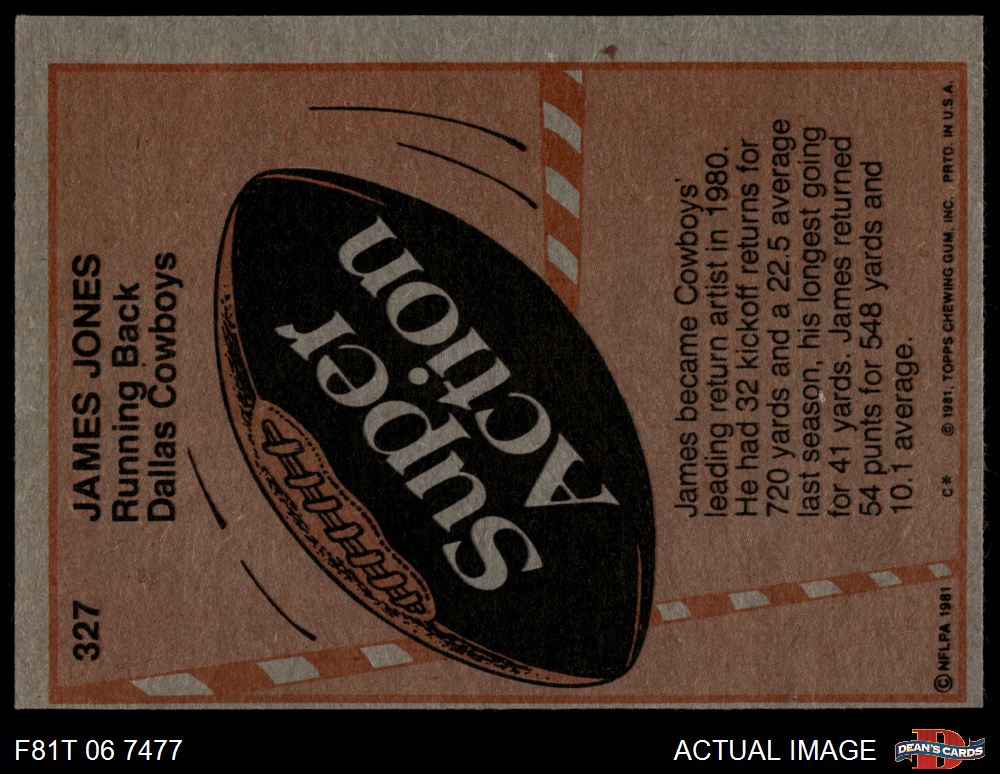 327
JAMES JONES
Running Back
Dallas Cowboys
Super
Action
James became Cowboys'
leading return artist in 1980.
He had 32 kickoff returns for
720 yards and a 22.5 average
last season, his longest going
for 41 yards. James returned
54 punts for 548 yards and
10.1 average.
© NFLPA 1981 C* © 1981 TOPPS CHEWING GUM, INC. PRTD. IN U.S.A.
F81T 06 7477
ACTUAL IMAGE
DEAN'S CARDS